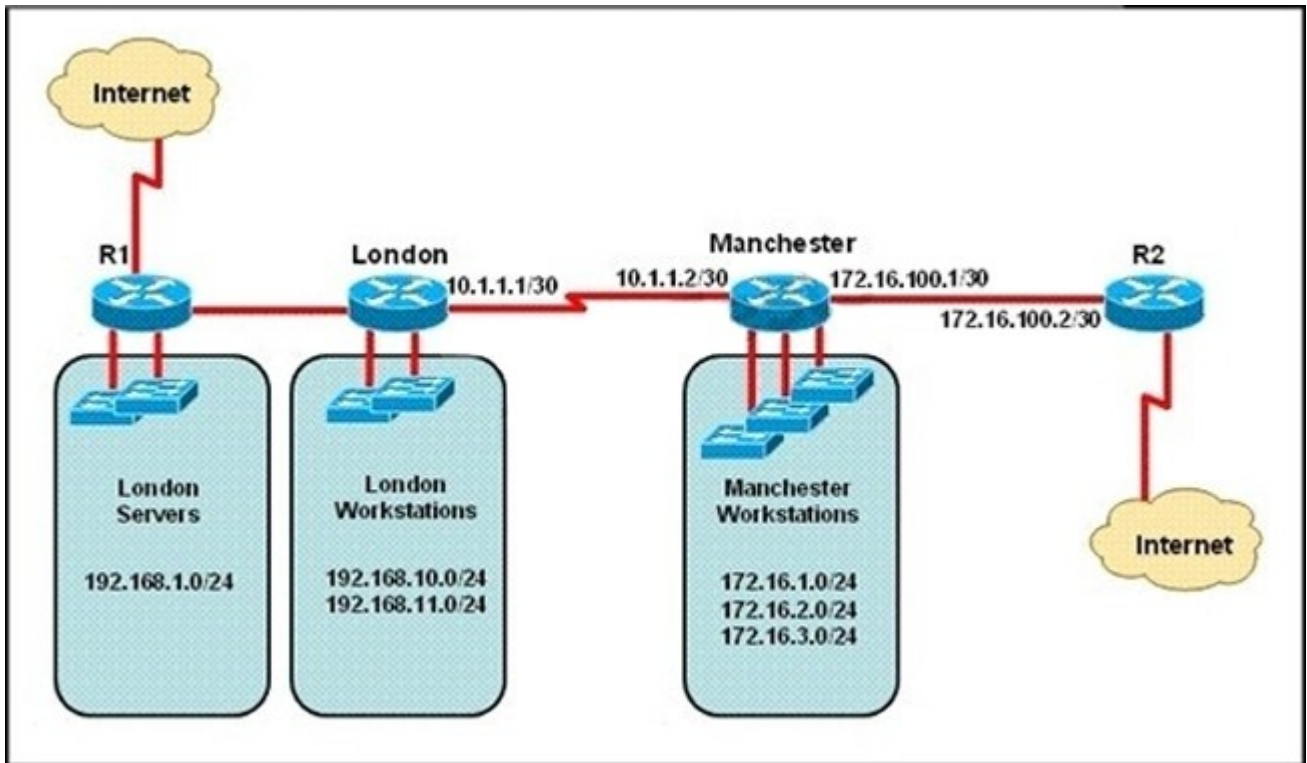 Internet
R1
London
10.1.1.1/30
10.1.1.2/30
Manchester
172.16.100.1/30
172.16.100.2/30
R2
London
Servers
192.168.1.0/24
London
Workstations
192.168.10.0/24
192.168.11.0/24
Manchester
Workstations
172.16.1.0/24
172.16.2.0/24
172.16.3.0/24
Internet